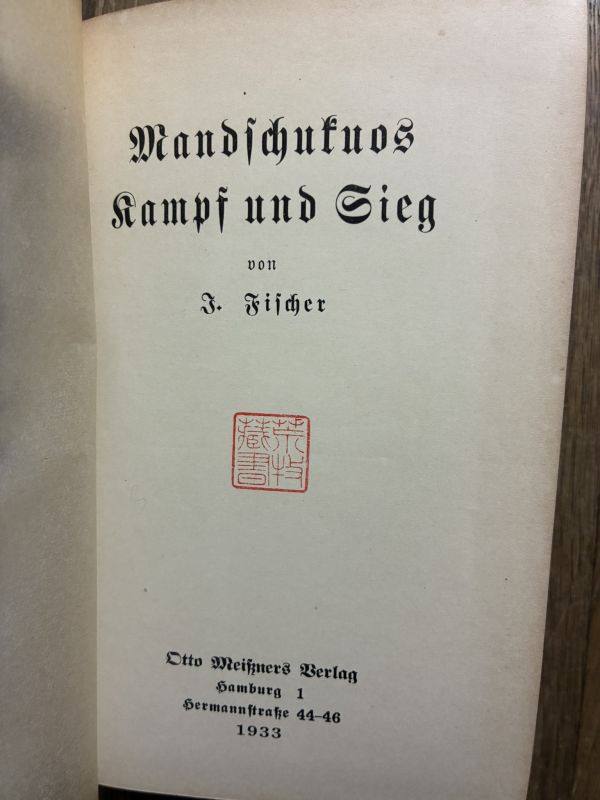 Mandschukuos
Kampf und Sieg
von
J. Fischer
藏書
Otto Meißners Verlag
Hamburg 1
Hermannstraße 44-46
1933